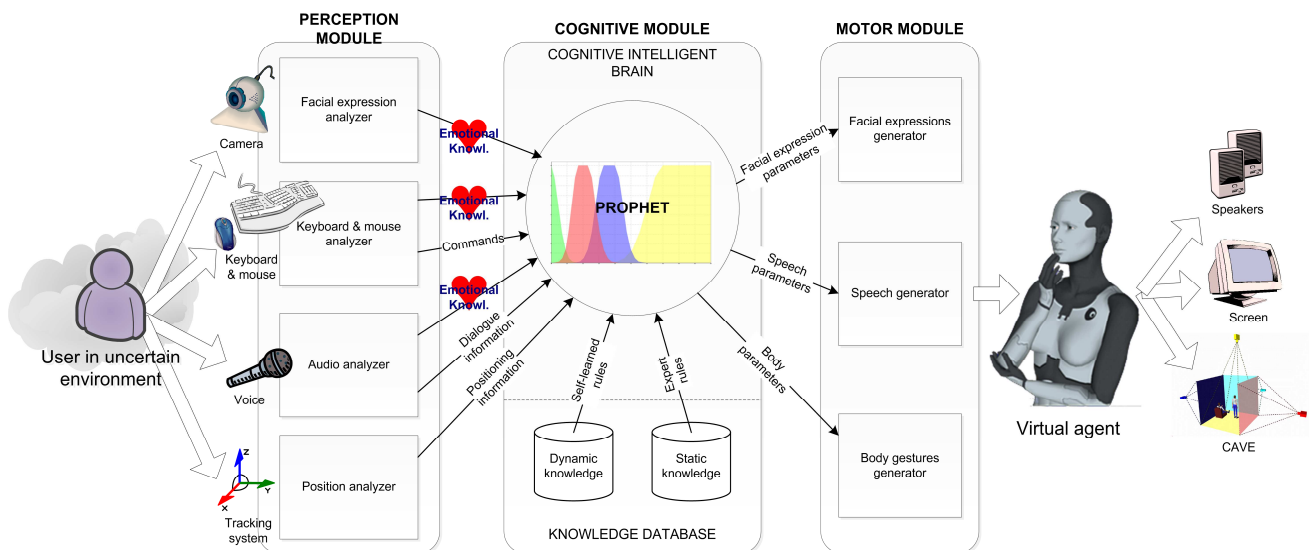 PERCEPTION
MODULE
COGNITIVE MODULE
MOTOR MODULE
COGNITIVE INTELLIGENT
BRAIN
Camera
Facial expression
analyzer
Emotional
Knowl.
Keyboard
& mouse
Keyboard & mouse
analyzer
Emotional
Knowl.
Commands
Voice
Audio analyzer
Emotional
Knowl.
Dialogue
information
Tracking
system
Z
Y
X
Position analyzer
Positioning
information
User in uncertain
environment
PROPHET
Self-learned
rules
Expert
rules
Dynamic
knowledge
Static
knowledge
KNOWLEDGE DATABASE
Facial expression
parameters
Speech
parameters
Body
parameters
Facial expressions
generator
Speech generator
Body gestures
generator
Virtual agent
Speakers
Screen
CAVE